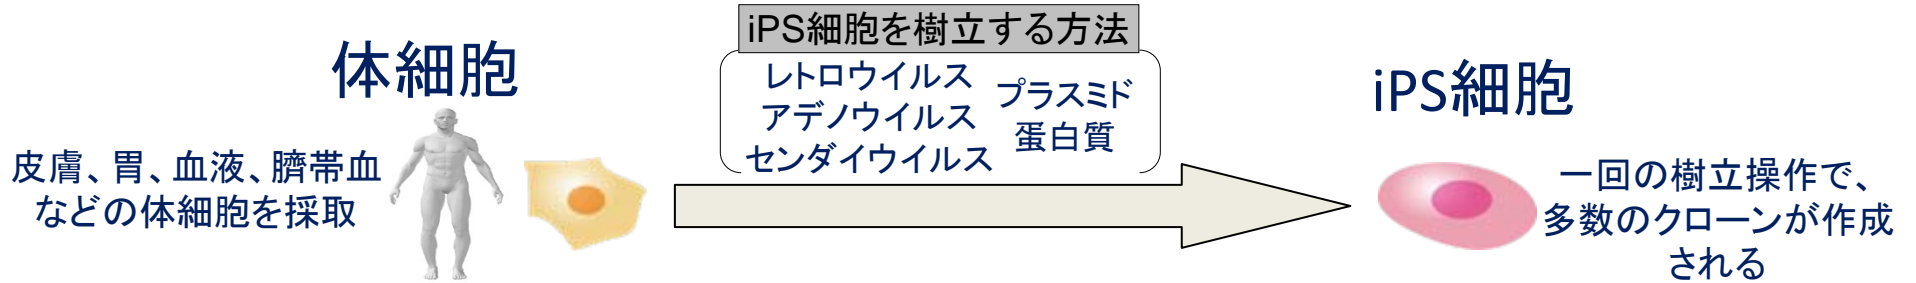 体細胞
皮膚、胃、血液、臍帯血
などの体細胞を採取
iPS細胞を樹立する方法
レトロウイルス
アデノウイルス
センダイウイルス
プラスミド
蛋白質
iPS細胞
一回の樹立操作で、
多数のクローンが作成
される